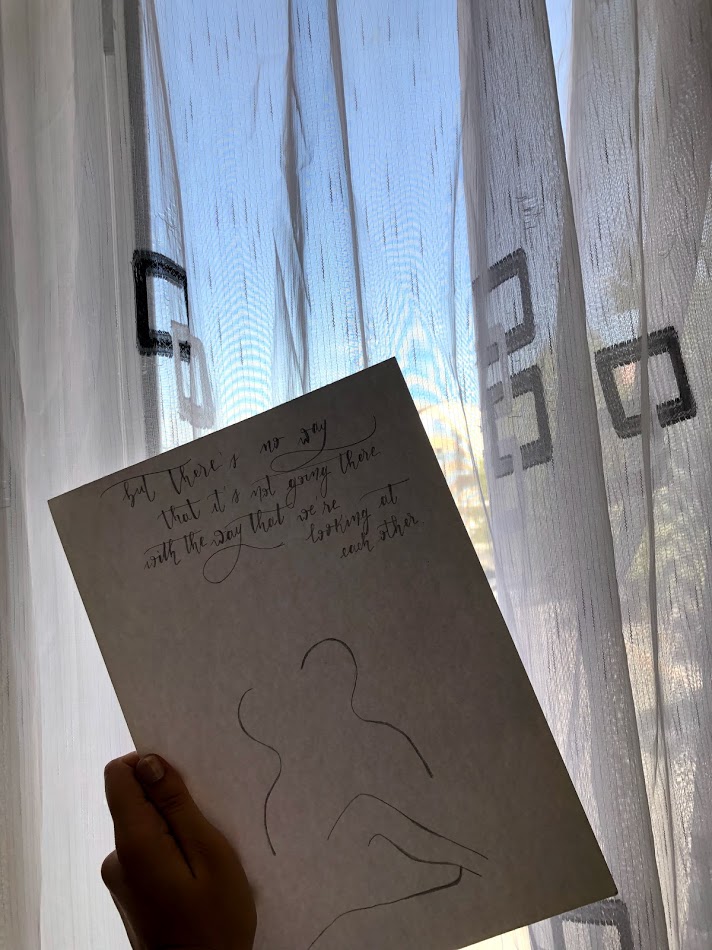 but there's no way
that it's not going there
with the way that we're looking at
each other